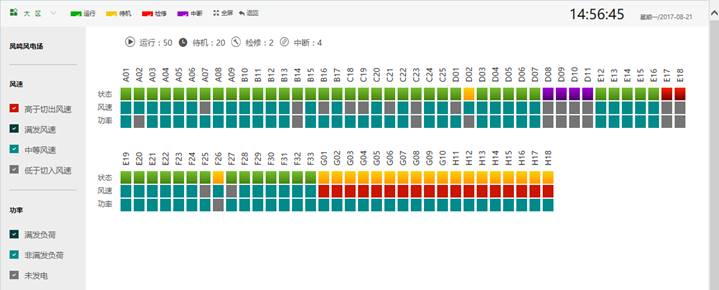 大 区 运行 待机 检修 中断 全屏 返回 14:56:45 星期一/2017-08-21
凤鸣风电场
风速
高于切出风速
满发风速
中等风速
低于切入风速
功率
满发负荷
非满发负荷
未发电
运行：50 待机：20 检修：2 中断：4
A01 A02 A03 A04 A05 A06 A07 A08 B09 B10 B11 B12 B13 B14 B15 B16 B17 C18 C19 C20 C21 C22 C23 C24 C25 D01 D02 D03 D04 D05 D06 D07 D08 D09 D10 D11 E12 E13 E14 E15 E16 E17 E18
状态
风速
功率
E19 E20 E21 E22 F23 F24 F25 F26 F27 F28 F29 F30 F31 F32 F33 G01 G02 G03 G04 G05 G06 G07 G08 G09 G10 H11 H12 H13 H14 H15 H16 H17 H18
状态
风速
功率